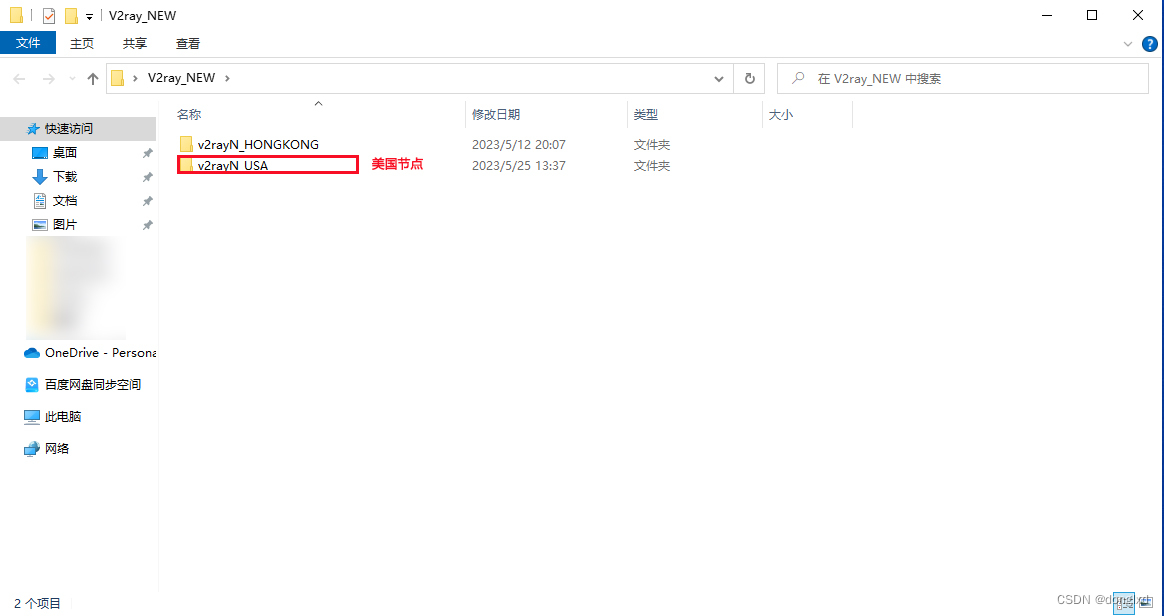 V2ray_NEW
文件 主页 共享 查看
V2ray_NEW
在 V2ray_NEW 中搜索
名称 修改日期 类型 大小
快速访问
桌面
下载
文档
图片
OneDrive - Persona
百度网盘同步空间
此电脑
网络
v2rayN_HONGKONG 2023/5/12 20:07 文件夹
v2rayN_USA 美国节点 2023/5/25 13:37 文件夹
2 个项目
CSDN